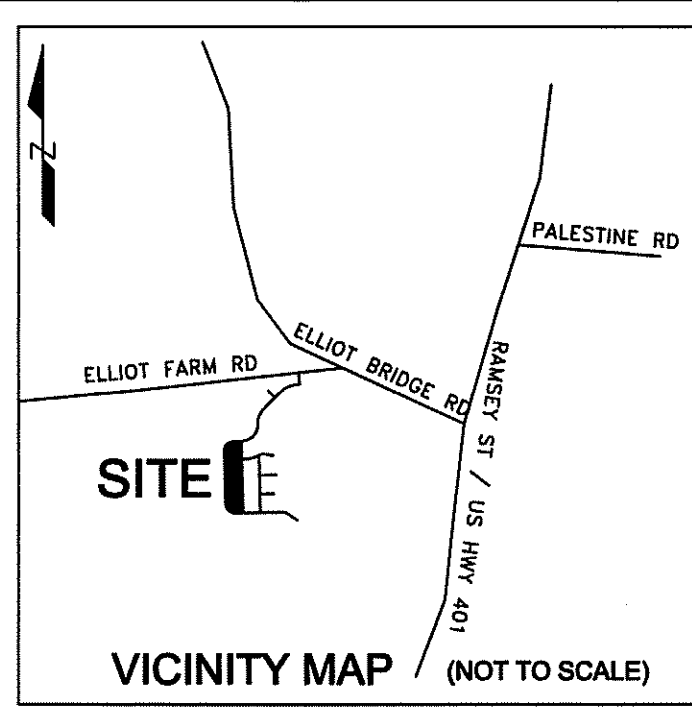 N
PALESTINE RD
ELLIOT BRIDGE RD
ELLIOT FARM RD
RAMSEY ST / US HWY 401
SITE
VICINITY MAP (NOT TO SCALE)